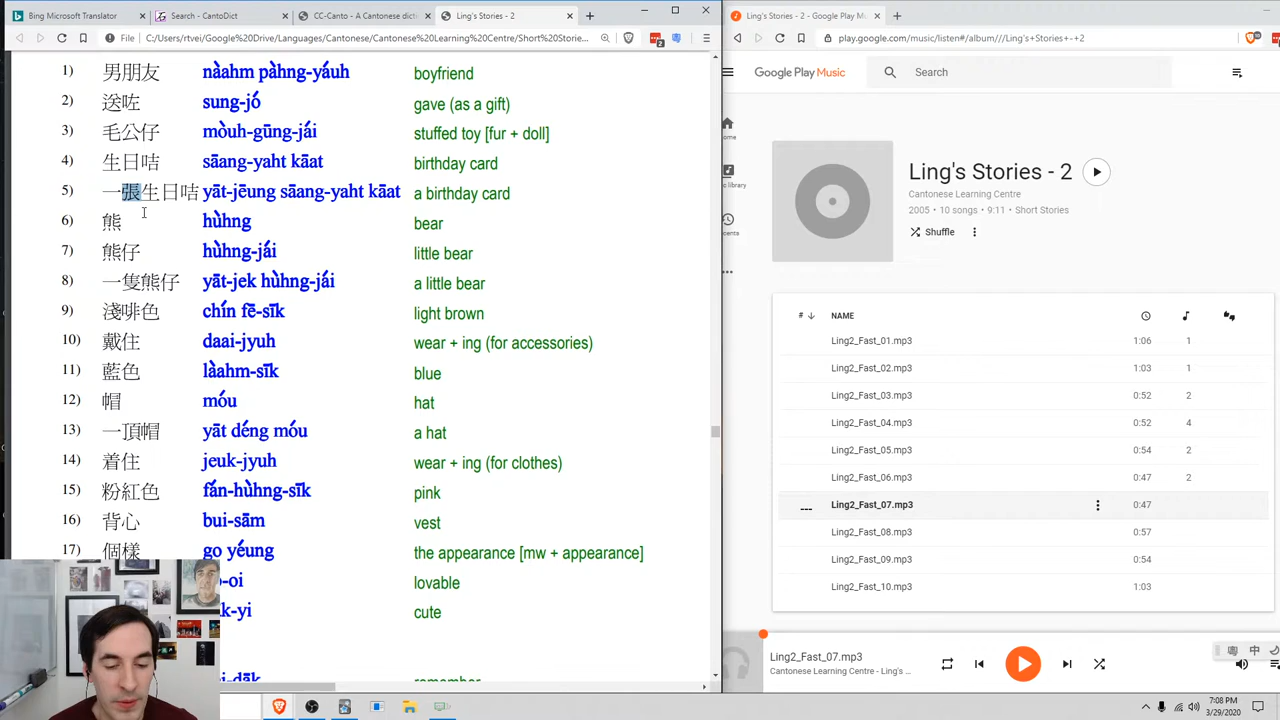 Bing Microsoft Translator
Search - CantoDict
CC-Canto - A Cantonese dicti
Ling's Stories - 2
File
C:/Users/rtvei/Google%20Drive/Languages/Cantonese/Cantonese%20Learning%20Centre/Short%20Storie...
1) 男朋友 nàahm pàhng-yáuh boyfriend
2) 送咗 sung-jó gave (as a gift)
3) 毛公仔 mòuh-gūng-jái stuffed toy [fur + doll]
4) 生日咭 sāang-yaht kāat birthday card
5) 一張生日咭 yāt-jēung sāang-yaht kāat a birthday card
6) 熊 hùhng bear
7) 熊仔 hùhng-jái little bear
8) 一隻熊仔 yāt-jek hùhng-jái a little bear
9) 淺啡色 chín fē-sīk light brown
10) 戴住 daai-jyuh wear + ing (for accessories)
11) 藍色 làahm-sīk blue
12) 帽 móu hat
13) 一頂帽 yāt déng móu a hat
14) 着住 jeuk-jyuh wear + ing (for clothes)
15) 粉紅色 fán-hùhng-sīk pink
16) 背心 bui-sām vest
17) 個樣 go yéung the appearance [mw + appearance]
-oi lovable
k-yi cute
i-dāk remember
Ling's Stories - 2 - Google Play Mu
play.google.com/music/listen#/album///Ling's+Stories+-+2
Google Play Music
Search
ome
ic library
cents
Ling's Stories - 2
Cantonese Learning Centre
2005 • 10 songs • 9:11 • Short Stories
Shuffle
# NAME
Ling2_Fast_01.mp3 1:06 1
Ling2_Fast_02.mp3 1:03 1
Ling2_Fast_03.mp3 0:52 2
Ling2_Fast_04.mp3 0:52 4
Ling2_Fast_05.mp3 0:54 2
Ling2_Fast_06.mp3 0:47 2
Ling2_Fast_07.mp3 0:47
Ling2_Fast_08.mp3 0:57
Ling2_Fast_09.mp3 0:54
Ling2_Fast_10.mp3 1:03
Ling2_Fast_07.mp3
Cantonese Learning Centre - Ling's ...
中
7:08 PM
3/29/2020